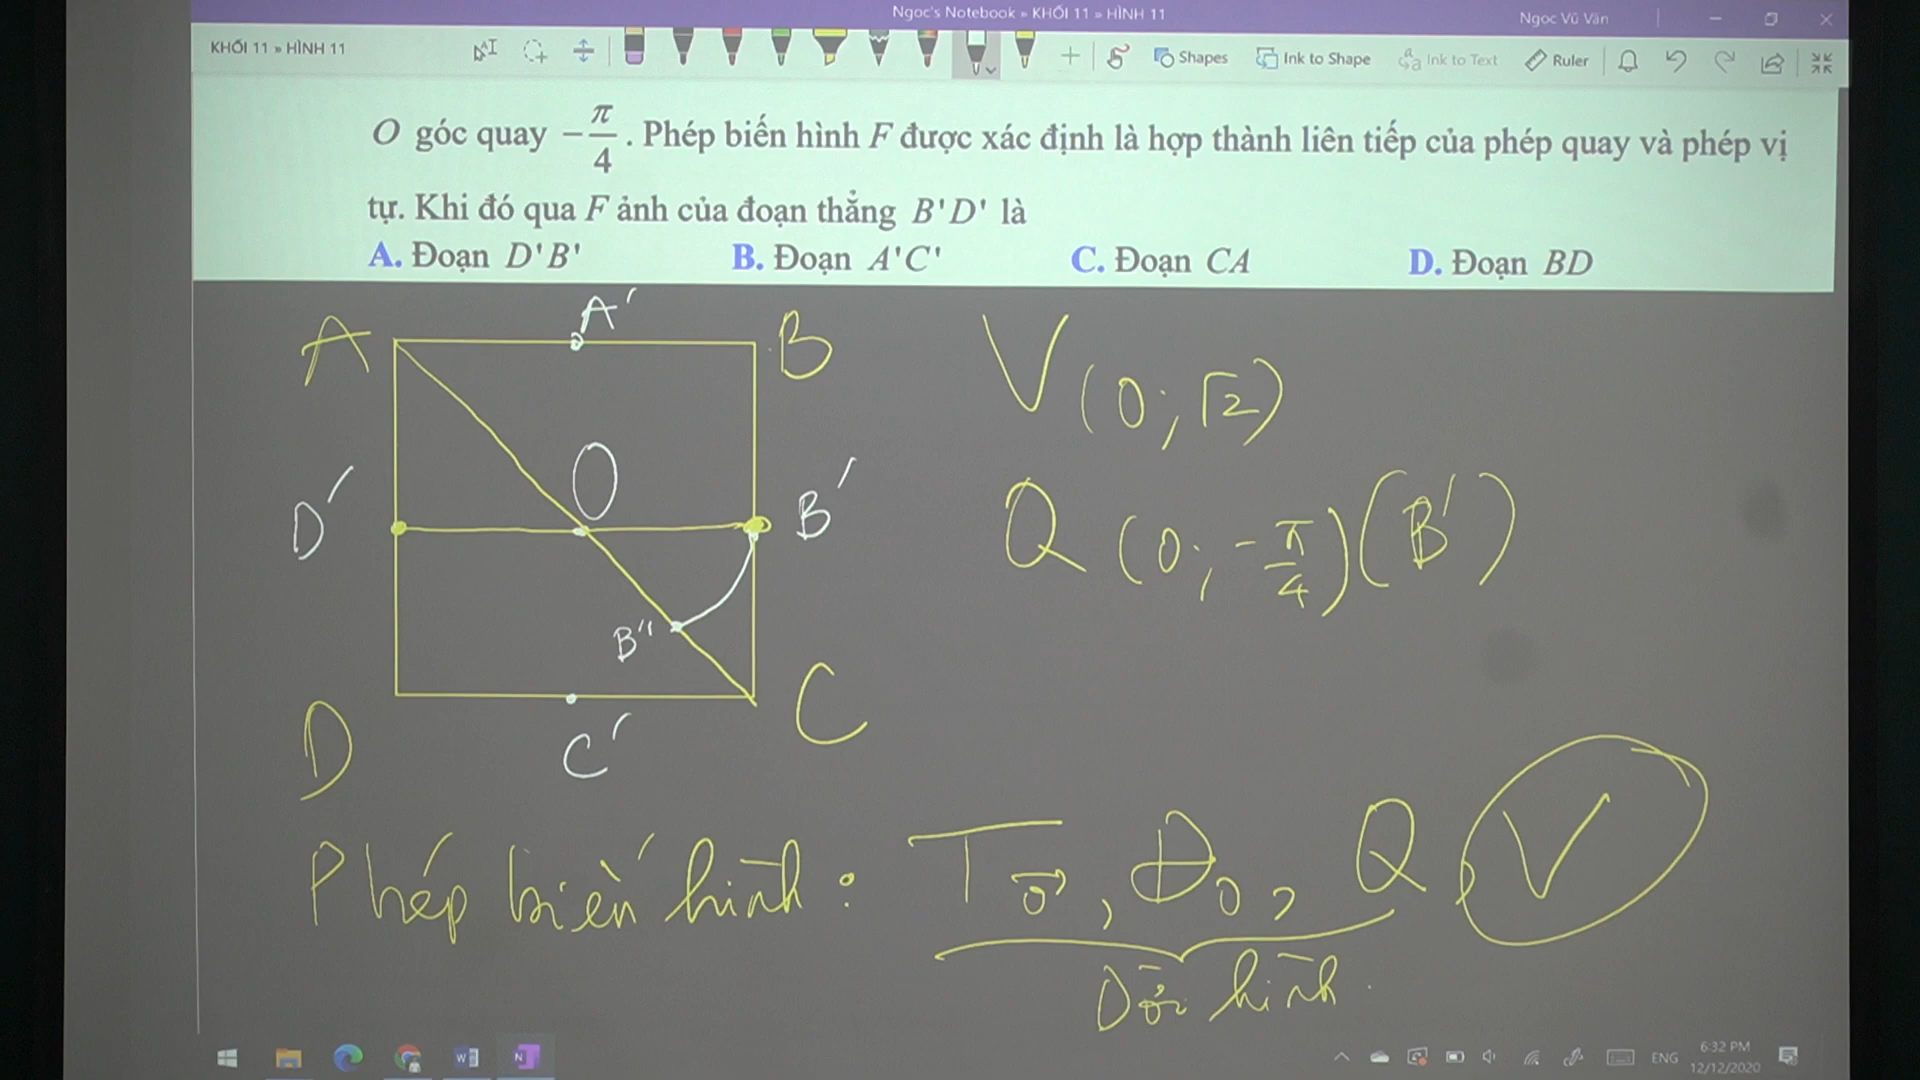 Ngoc's Notebook » KHỐI 11 » HÌNH 11
Ngoc Vũ Văn
KHỐI 11 » HÌNH 11
Shapes
Ink to Shape
Ink to Text
Ruler
O góc quay -π/4. Phép biến hình F được xác định là hợp thành liên tiếp của phép quay và phép vị
tự. Khi đó qua F ảnh của đoạn thẳng B'D' là
A. Đoạn D'B' B. Đoạn A'C' C. Đoạn CA D. Đoạn BD
A A' B
V(O; √2)
D' O B'
Q(O; -π/4)(B')
B''
D C' C
Phép biến hình: T v⃗, Đ O, Q, V
Dời hình.
ENG
6:32 PM
12/12/2020